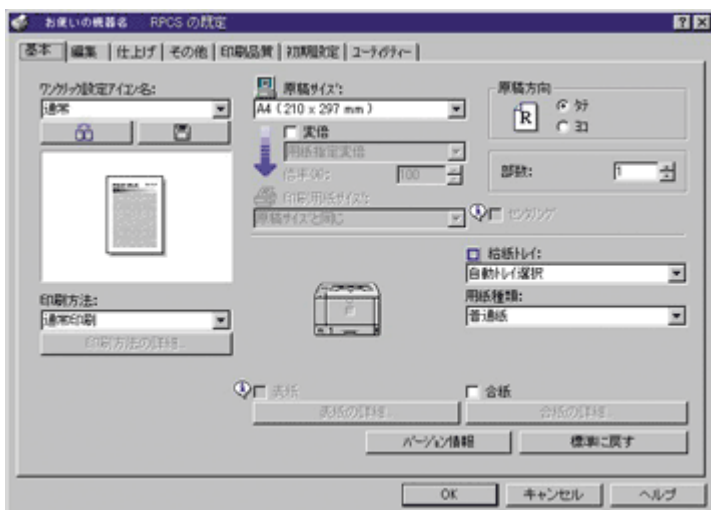 お使いの機器名 RPCS の既定
基本 編集 仕上げ その他 印刷品質 初期設定 ユーティリティー
ワンクリック設定アイコン名:
通常
印刷方法:
通常印刷
印刷方法の詳細...
原稿サイズ:
A4 (210 x 297 mm)
変倍
用紙指定変倍
倍率(%): 100
印刷用紙サイズ:
原稿サイズと同じ
原稿方向
タテ
ヨコ
部数: 1
センタリング
給紙トレイ:
自動トレイ選択
用紙種類:
普通紙
表紙
表紙の詳細...
合紙
合紙の詳細...
バージョン情報
標準に戻す
OK
キャンセル
ヘルプ